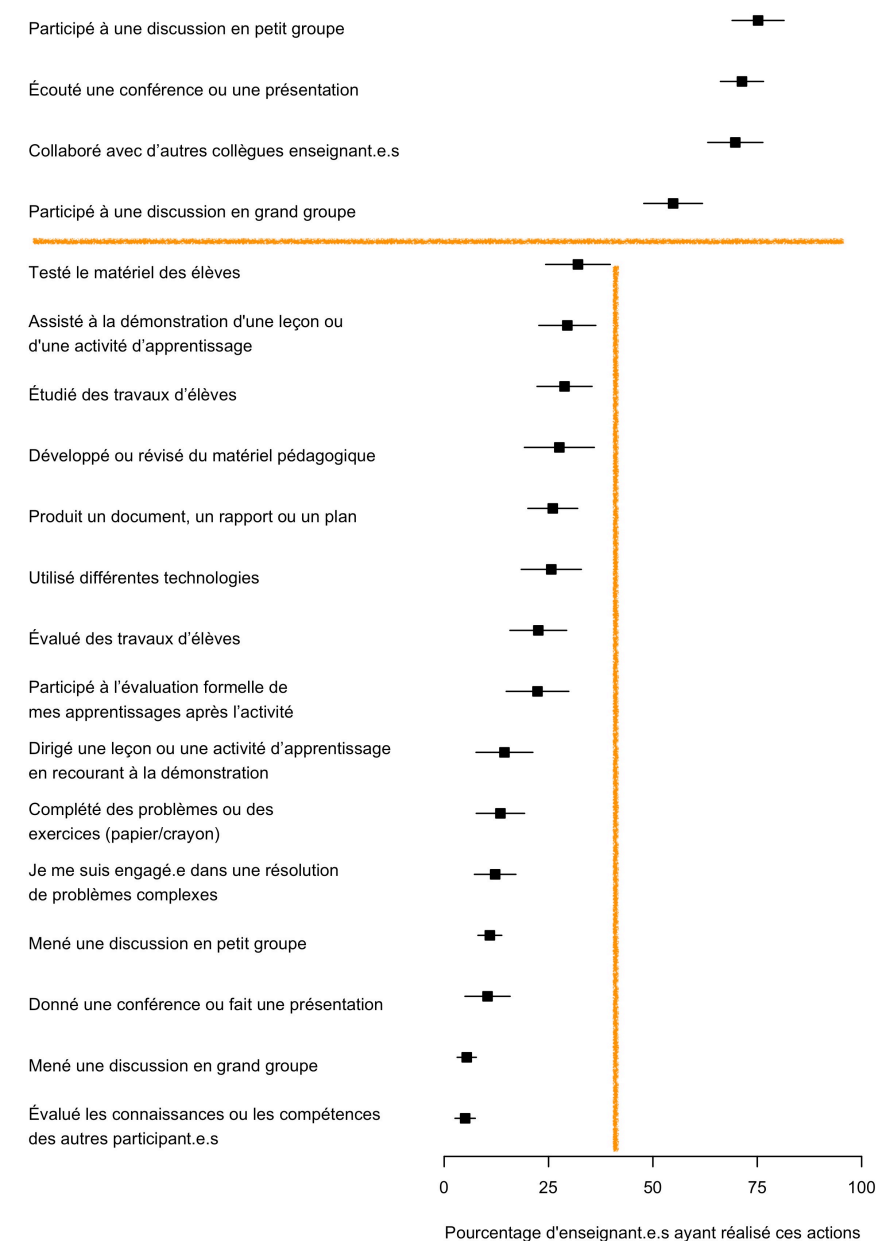 Participé à une discussion en petit groupe
Écouté une conférence ou une présentation
Collaboré avec d’autres collègues enseignant.e.s
Participé à une discussion en grand groupe
Testé le matériel des élèves
Assisté à la démonstration d'une leçon ou
d'une activité d’apprentissage
Étudié des travaux d’élèves
Développé ou révisé du matériel pédagogique
Produit un document, un rapport ou un plan
Utilisé différentes technologies
Évalué des travaux d’élèves
Participé à l’évaluation formelle de
mes apprentissages après l’activité
Dirigé une leçon ou une activité d’apprentissage
en recourant à la démonstration
Complété des problèmes ou des
exercices (papier/crayon)
Je me suis engagé.e dans une résolution
de problèmes complexes
Mené une discussion en petit groupe
Donné une conférence ou fait une présentation
Mené une discussion en grand groupe
Évalué les connaissances ou les compétences
des autres participant.e.s
0 25 50 75 100
Pourcentage d'enseignant.e.s ayant réalisé ces actions